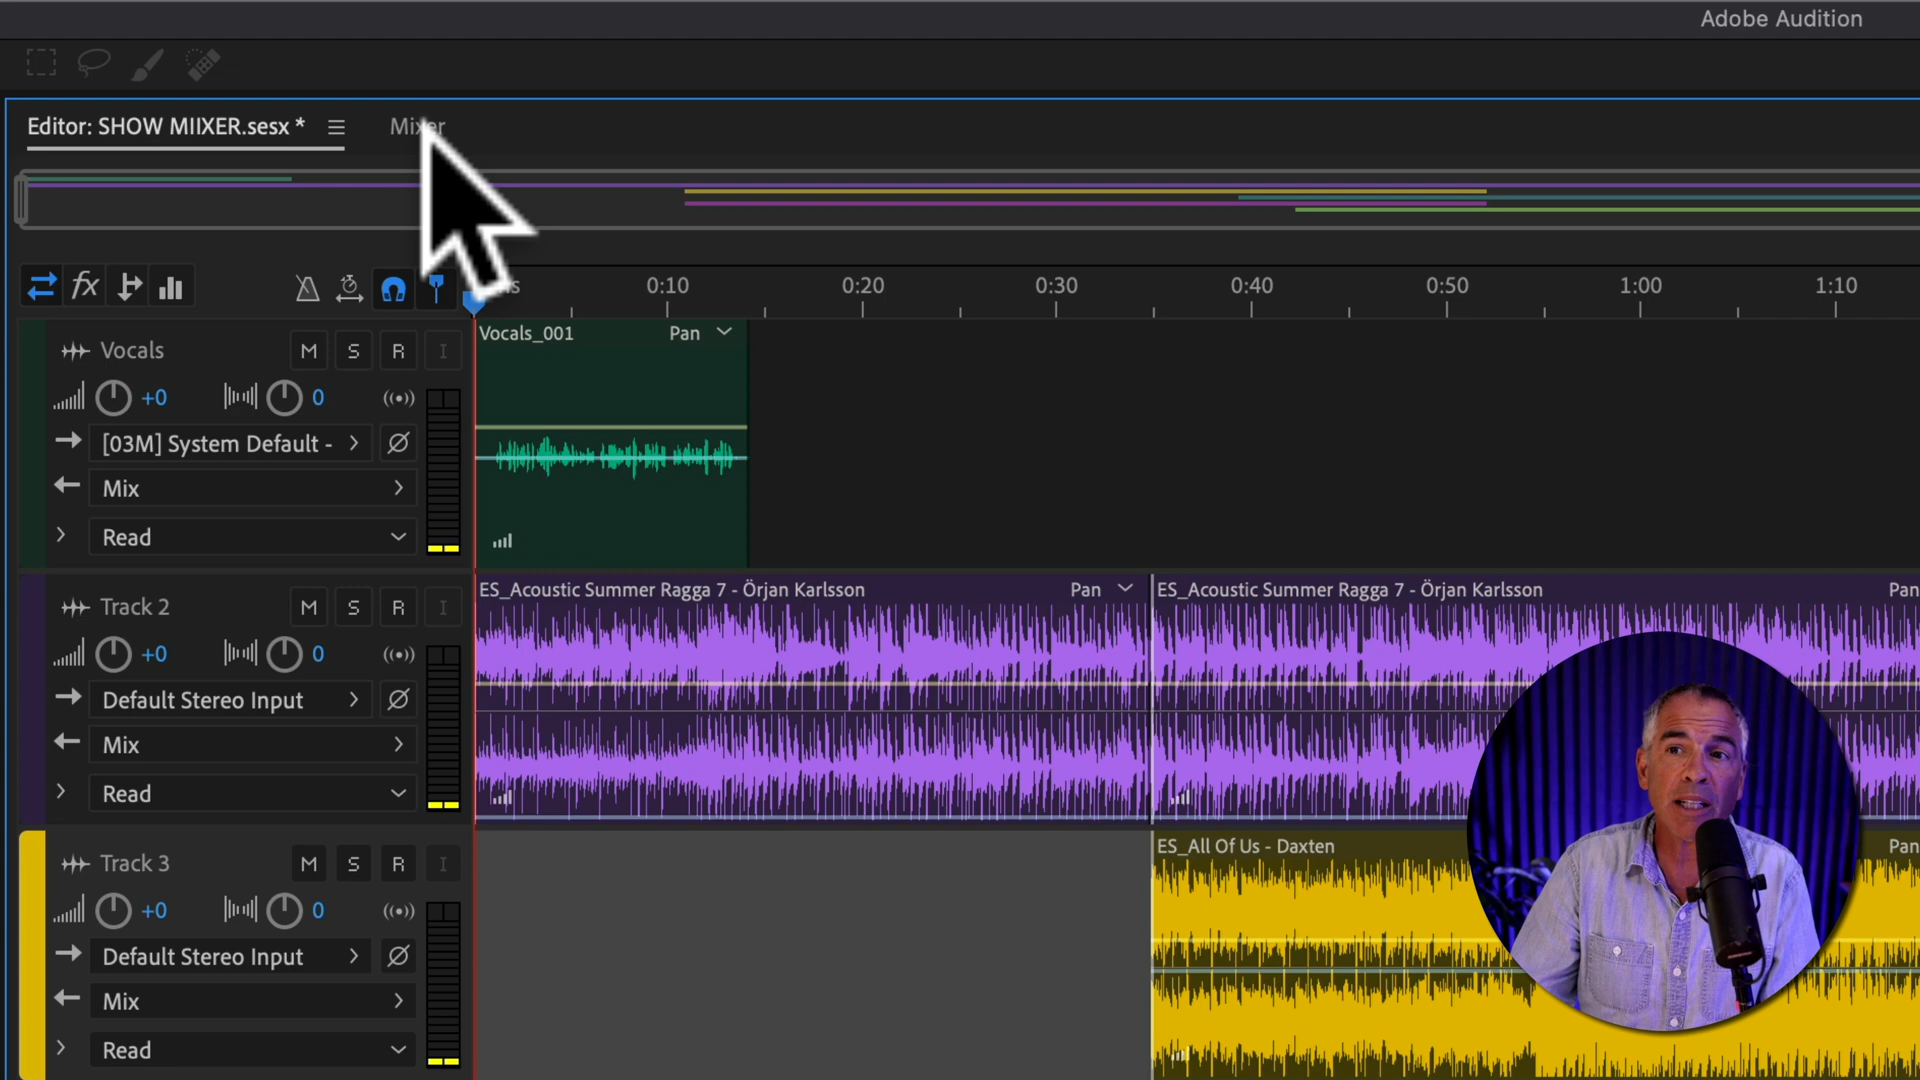 Adobe Audition
Editor: SHOW MIIXER.sesx *
Mixer
fx
0:10
0:20
0:30
0:40
0:50
1:00
1:10
Vocals
M S R I
+0
0
[03M] System Default -
Mix
Read
Vocals_001
Pan
Track 2
M S R I
+0
0
Default Stereo Input
Mix
Read
ES_Acoustic Summer Ragga 7 - Örjan Karlsson
Pan
ES_Acoustic Summer Ragga 7 - Örjan Karlsson
Pan
Track 3
M S R I
+0
0
Default Stereo Input
Mix
Read
ES_All Of Us - Daxten
Pan